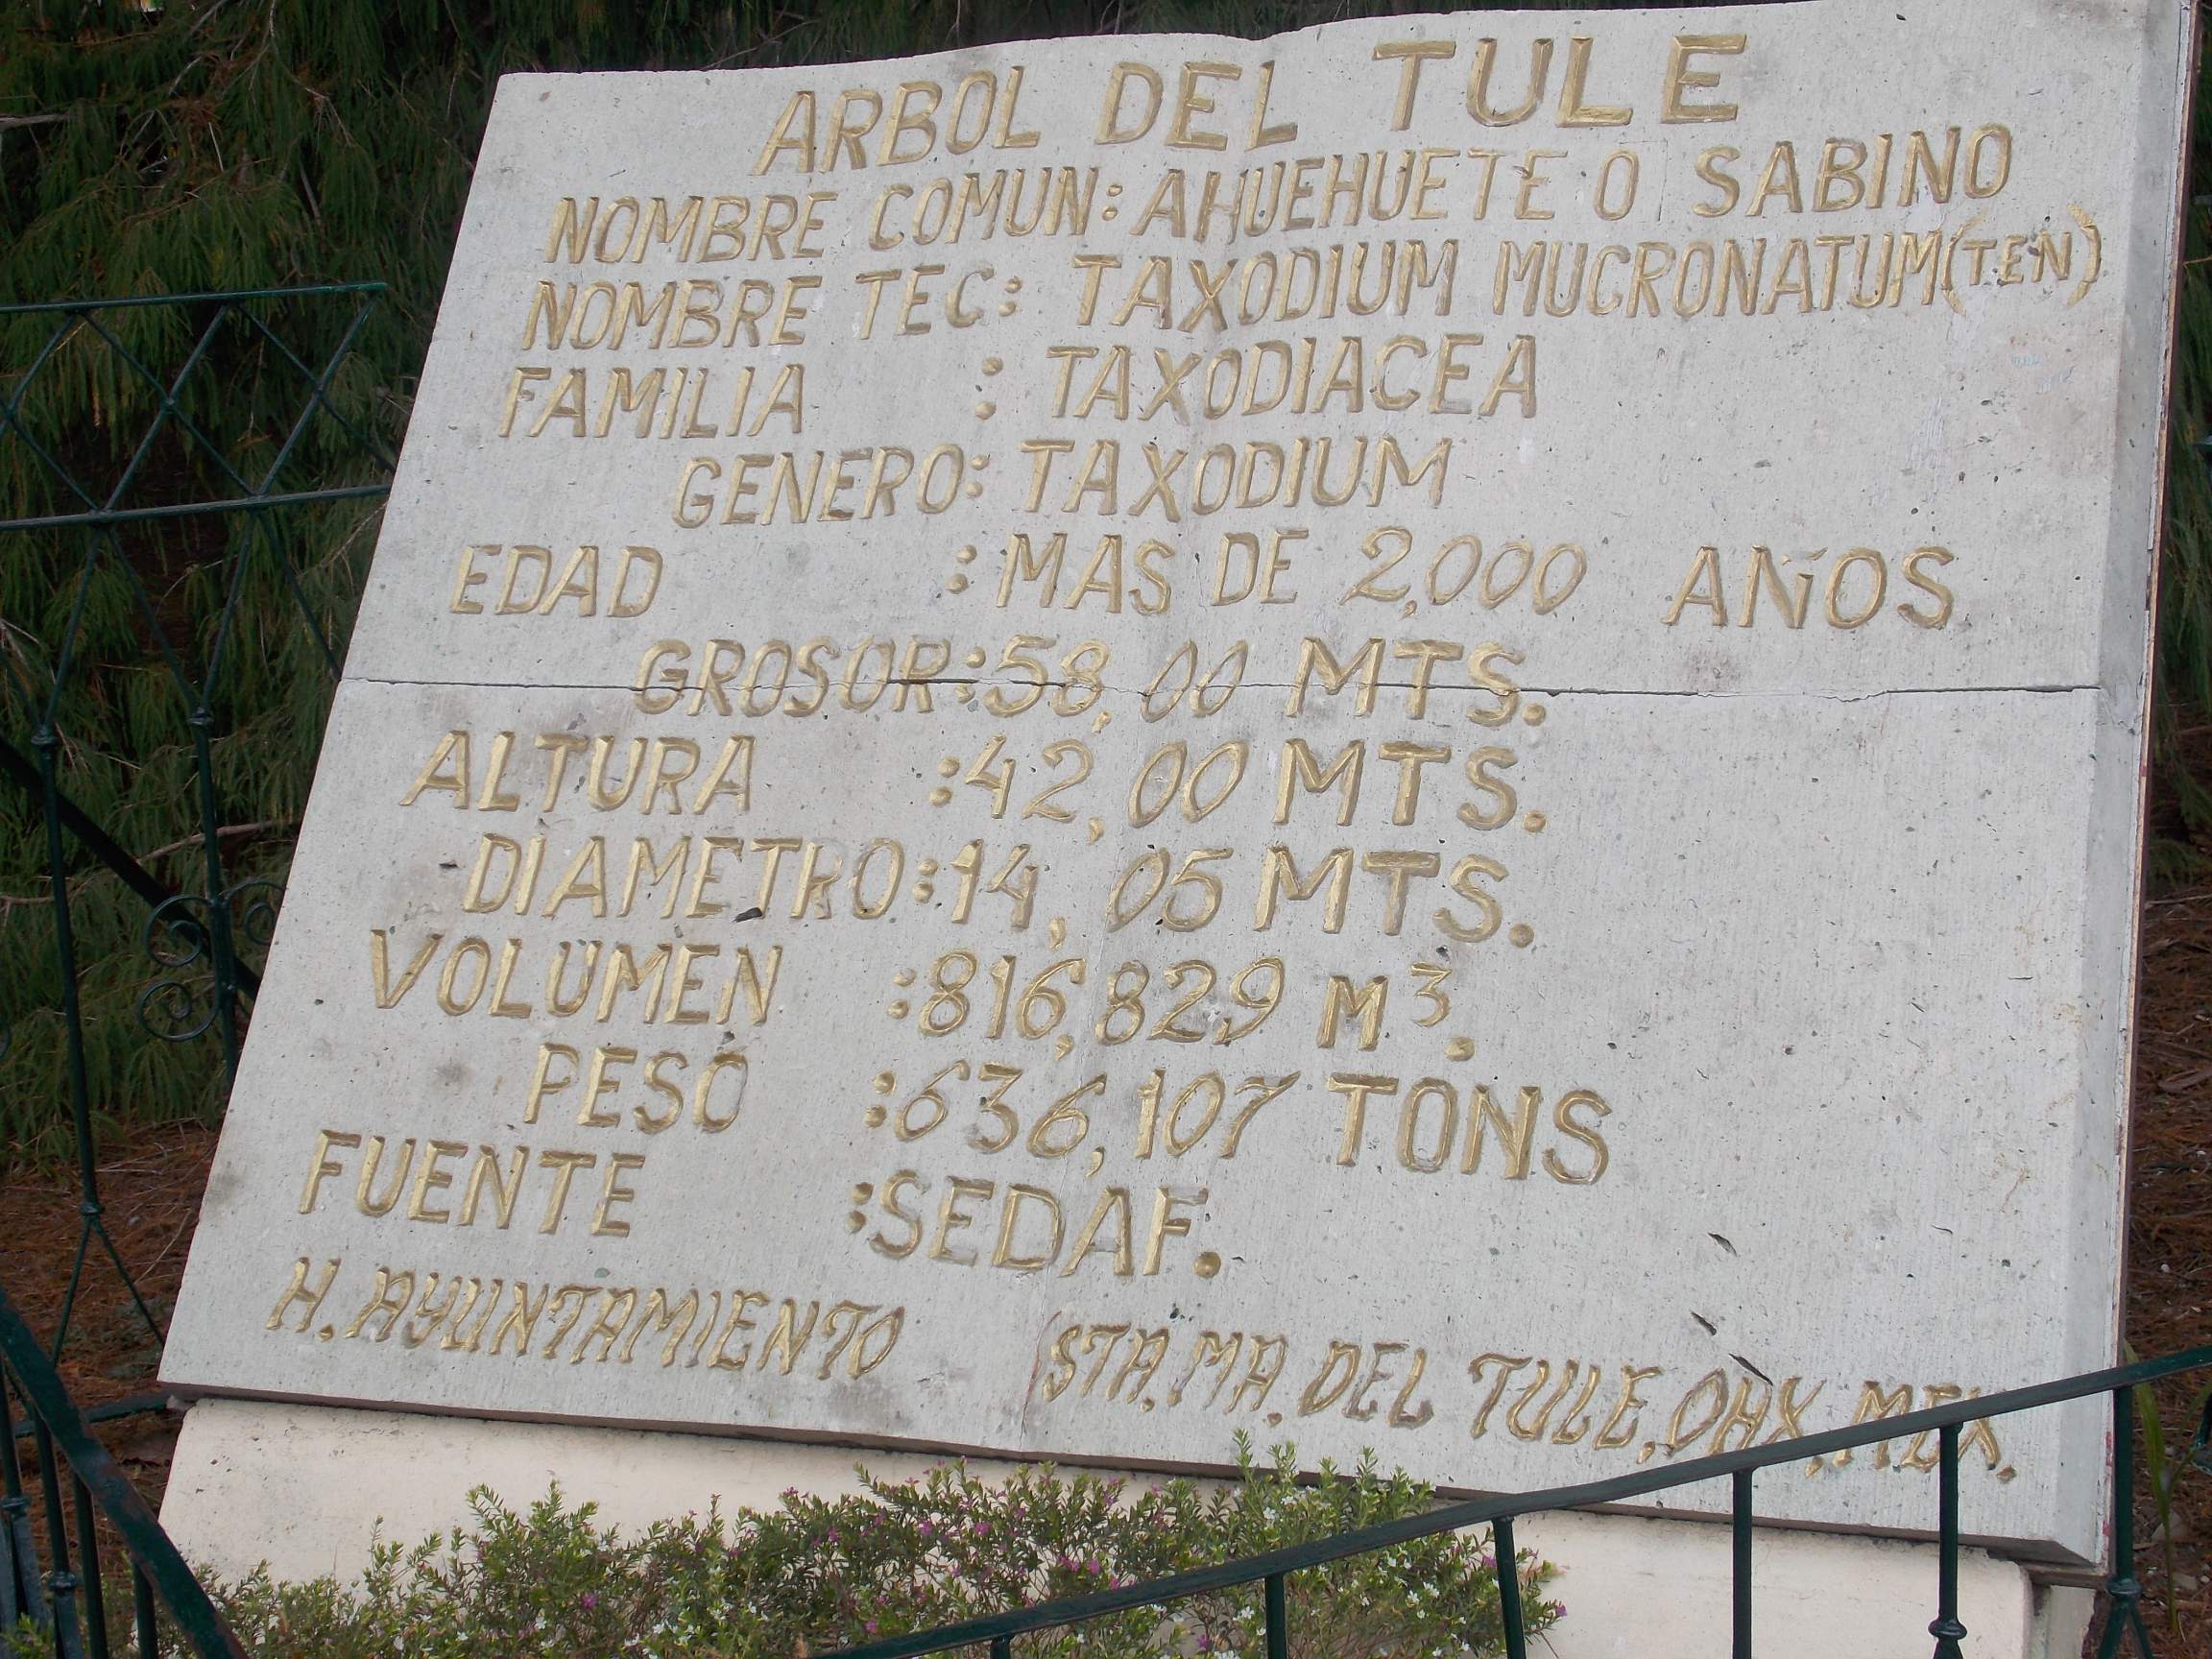 ARBOL DEL TULE
NOMBRE COMUN: AHUEHUETE O SABINO
NOMBRE TEC: TAXODIUM MUCRONATUM (TEN)
FAMILIA : TAXODIACEA
GENERO: TAXODIUM
EDAD : MAS DE 2,000 AÑOS
GROSOR: 58,00 MTS.
ALTURA : 42,00 MTS.
DIAMETRO: 14,05 MTS.
VOLUMEN : 816,829 M³.
PESO : 636,107 TONS
FUENTE : SEDAF.
H. AYUNTAMIENTO STA. MA. DEL TULE, OAX, MEX.